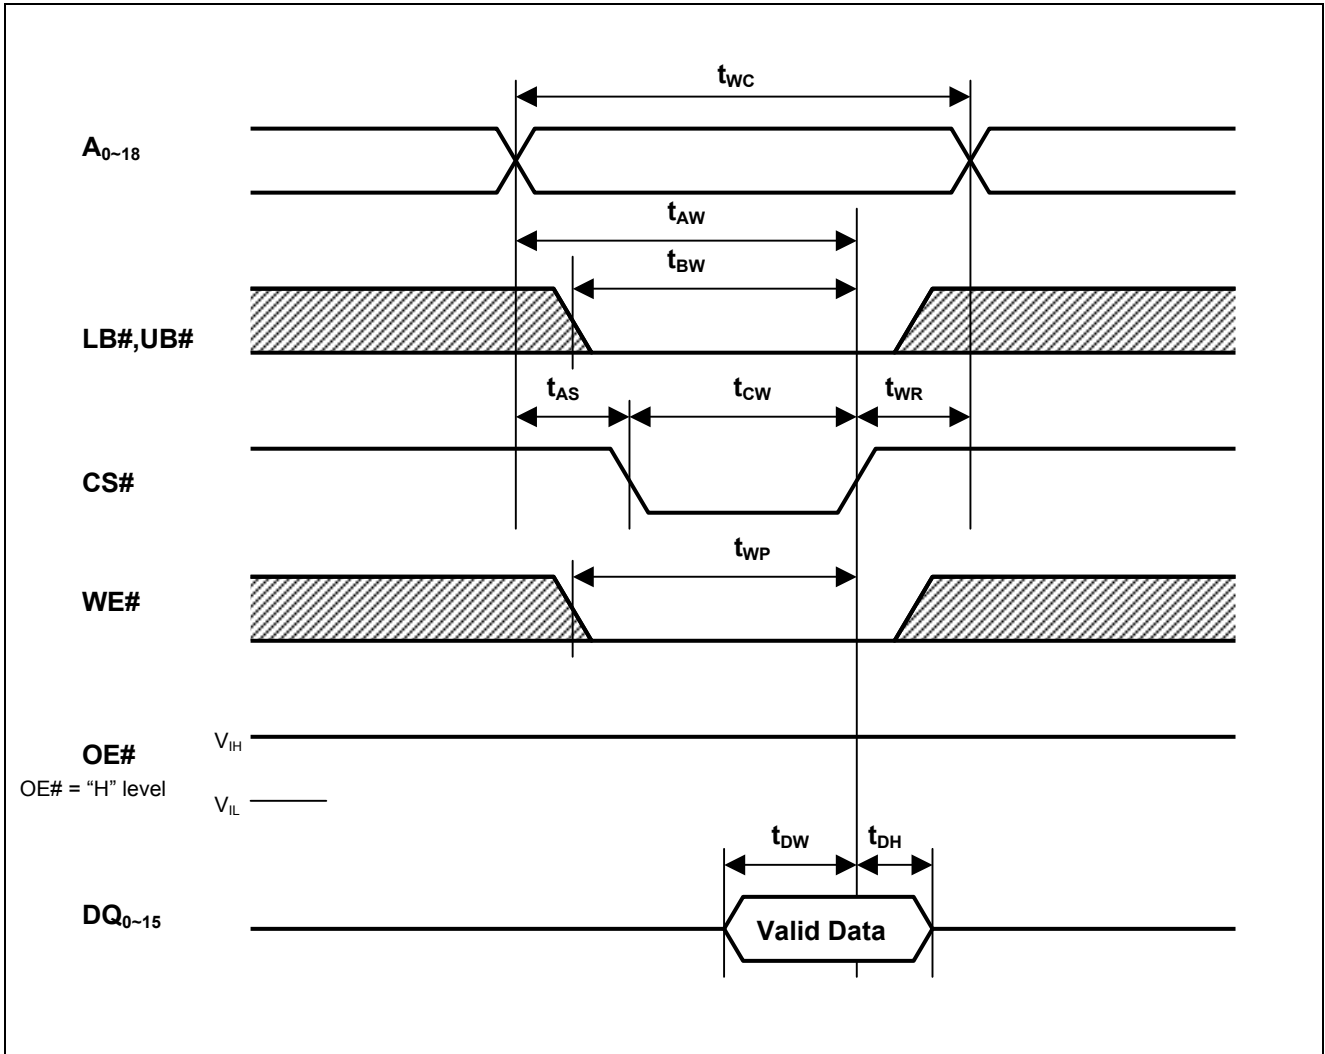 tWC
A0~18
tAW
tBW
LB#,UB#
tAS tCW tWR
CS#
tWP
WE#
VIH
OE#
OE# = “H” level
VIL
tDW tDH
DQ0~15
Valid Data